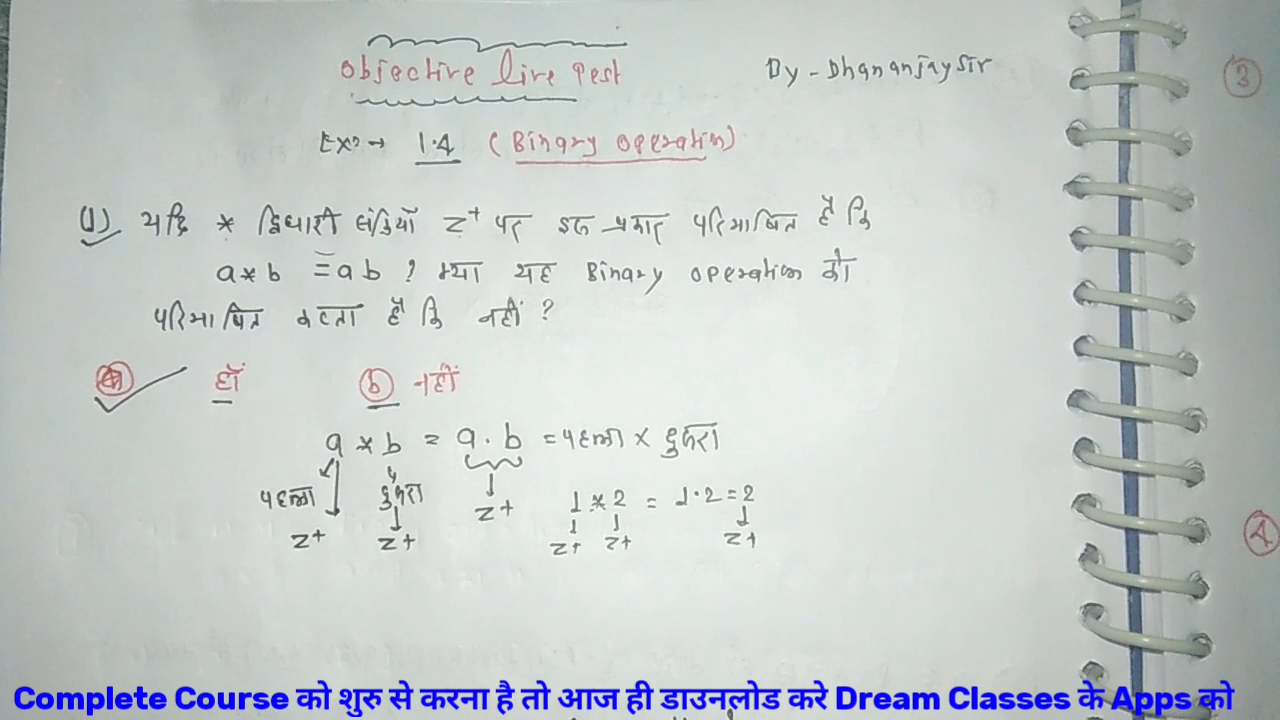 Objective live Test
By - Dhananjay Sir
Exº → 1.4 (Binary operation)
(1) यदि * द्विधारी संक्रियाँ Z⁺ पर इस प्रकार परिभाषित है कि
a * b = ab ? क्या यह Binary operation को
परिभाषित करता है कि नहीं ?
(a) हाँ (b) नहीं
a * b = a . b = पहला × दुसरा
पहला दुसरा z+ 1 * 2 = 1.2 = 2
z+ z+ z+ z+ z+
3
4
Complete Course को शुरु से करना है तो आज ही डाउनलोड करे Dream Classes के Apps को